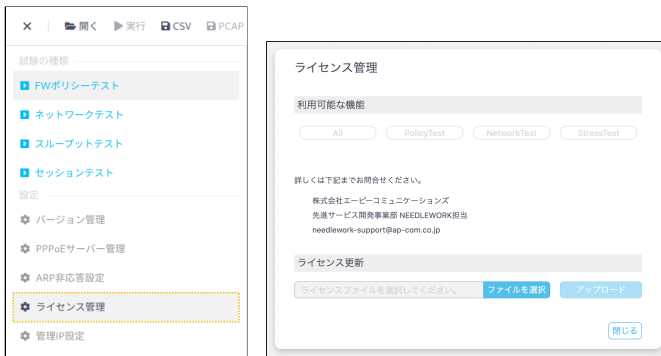 開く 実行 CSV PCAP
試験の種類
FWポリシーテスト
ネットワークテスト
スループットテスト
セッションテスト
設定
バージョン管理
PPPoEサーバー管理
ARP非応答設定
ライセンス管理
管理IP設定
ライセンス管理
利用可能な機能
All PolicyTest NetworkTest StressTest
詳しくは下記までお問合せください。
株式会社エーピーコミュニケーションズ
先進サービス開発事業部 NEEDLEWORK担当
needlework-support@ap-com.co.jp
ライセンス更新
ライセンスファイルを選択してください。 ファイルを選択 アップロード
閉じる